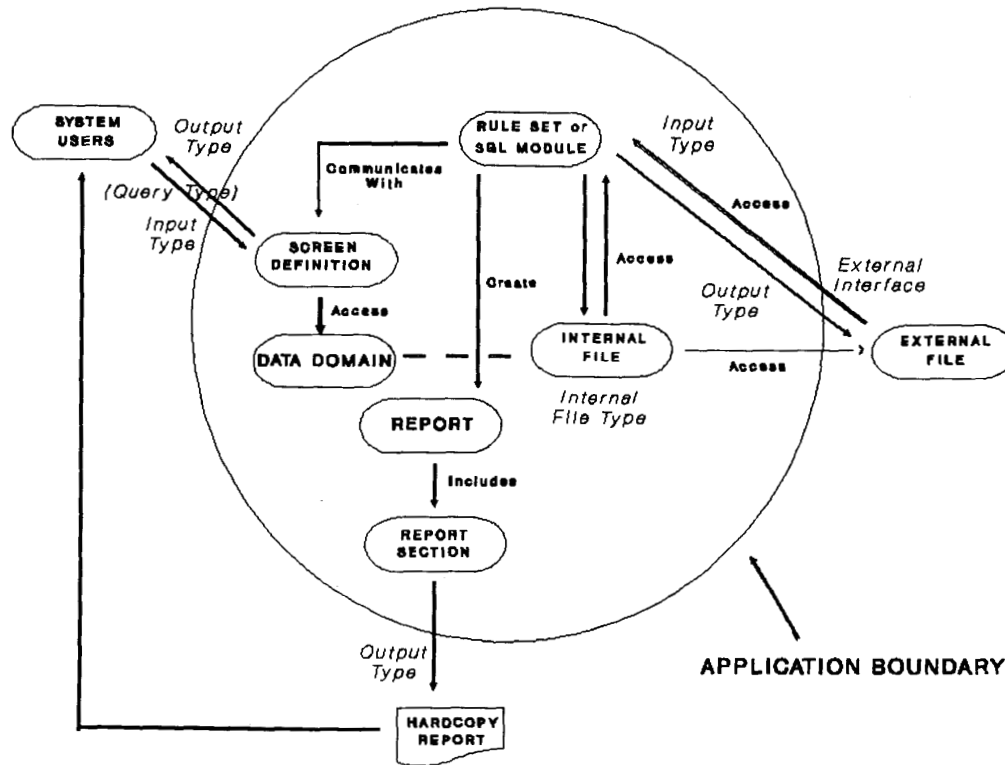 SYSTEM
USERS
Output
Type
(Query Type)
Input
Type
RULE SET or
SQL MODULE
Communicates
With
Input
Type
Access
SCREEN
DEFINITION
Access
Create
Access
Output
Type
External
Interface
DATA DOMAIN
INTERNAL
FILE
Access
EXTERNAL
FILE
Internal
File Type
REPORT
Includes
REPORT
SECTION
Output
Type
APPLICATION BOUNDARY
HARDCOPY
REPORT